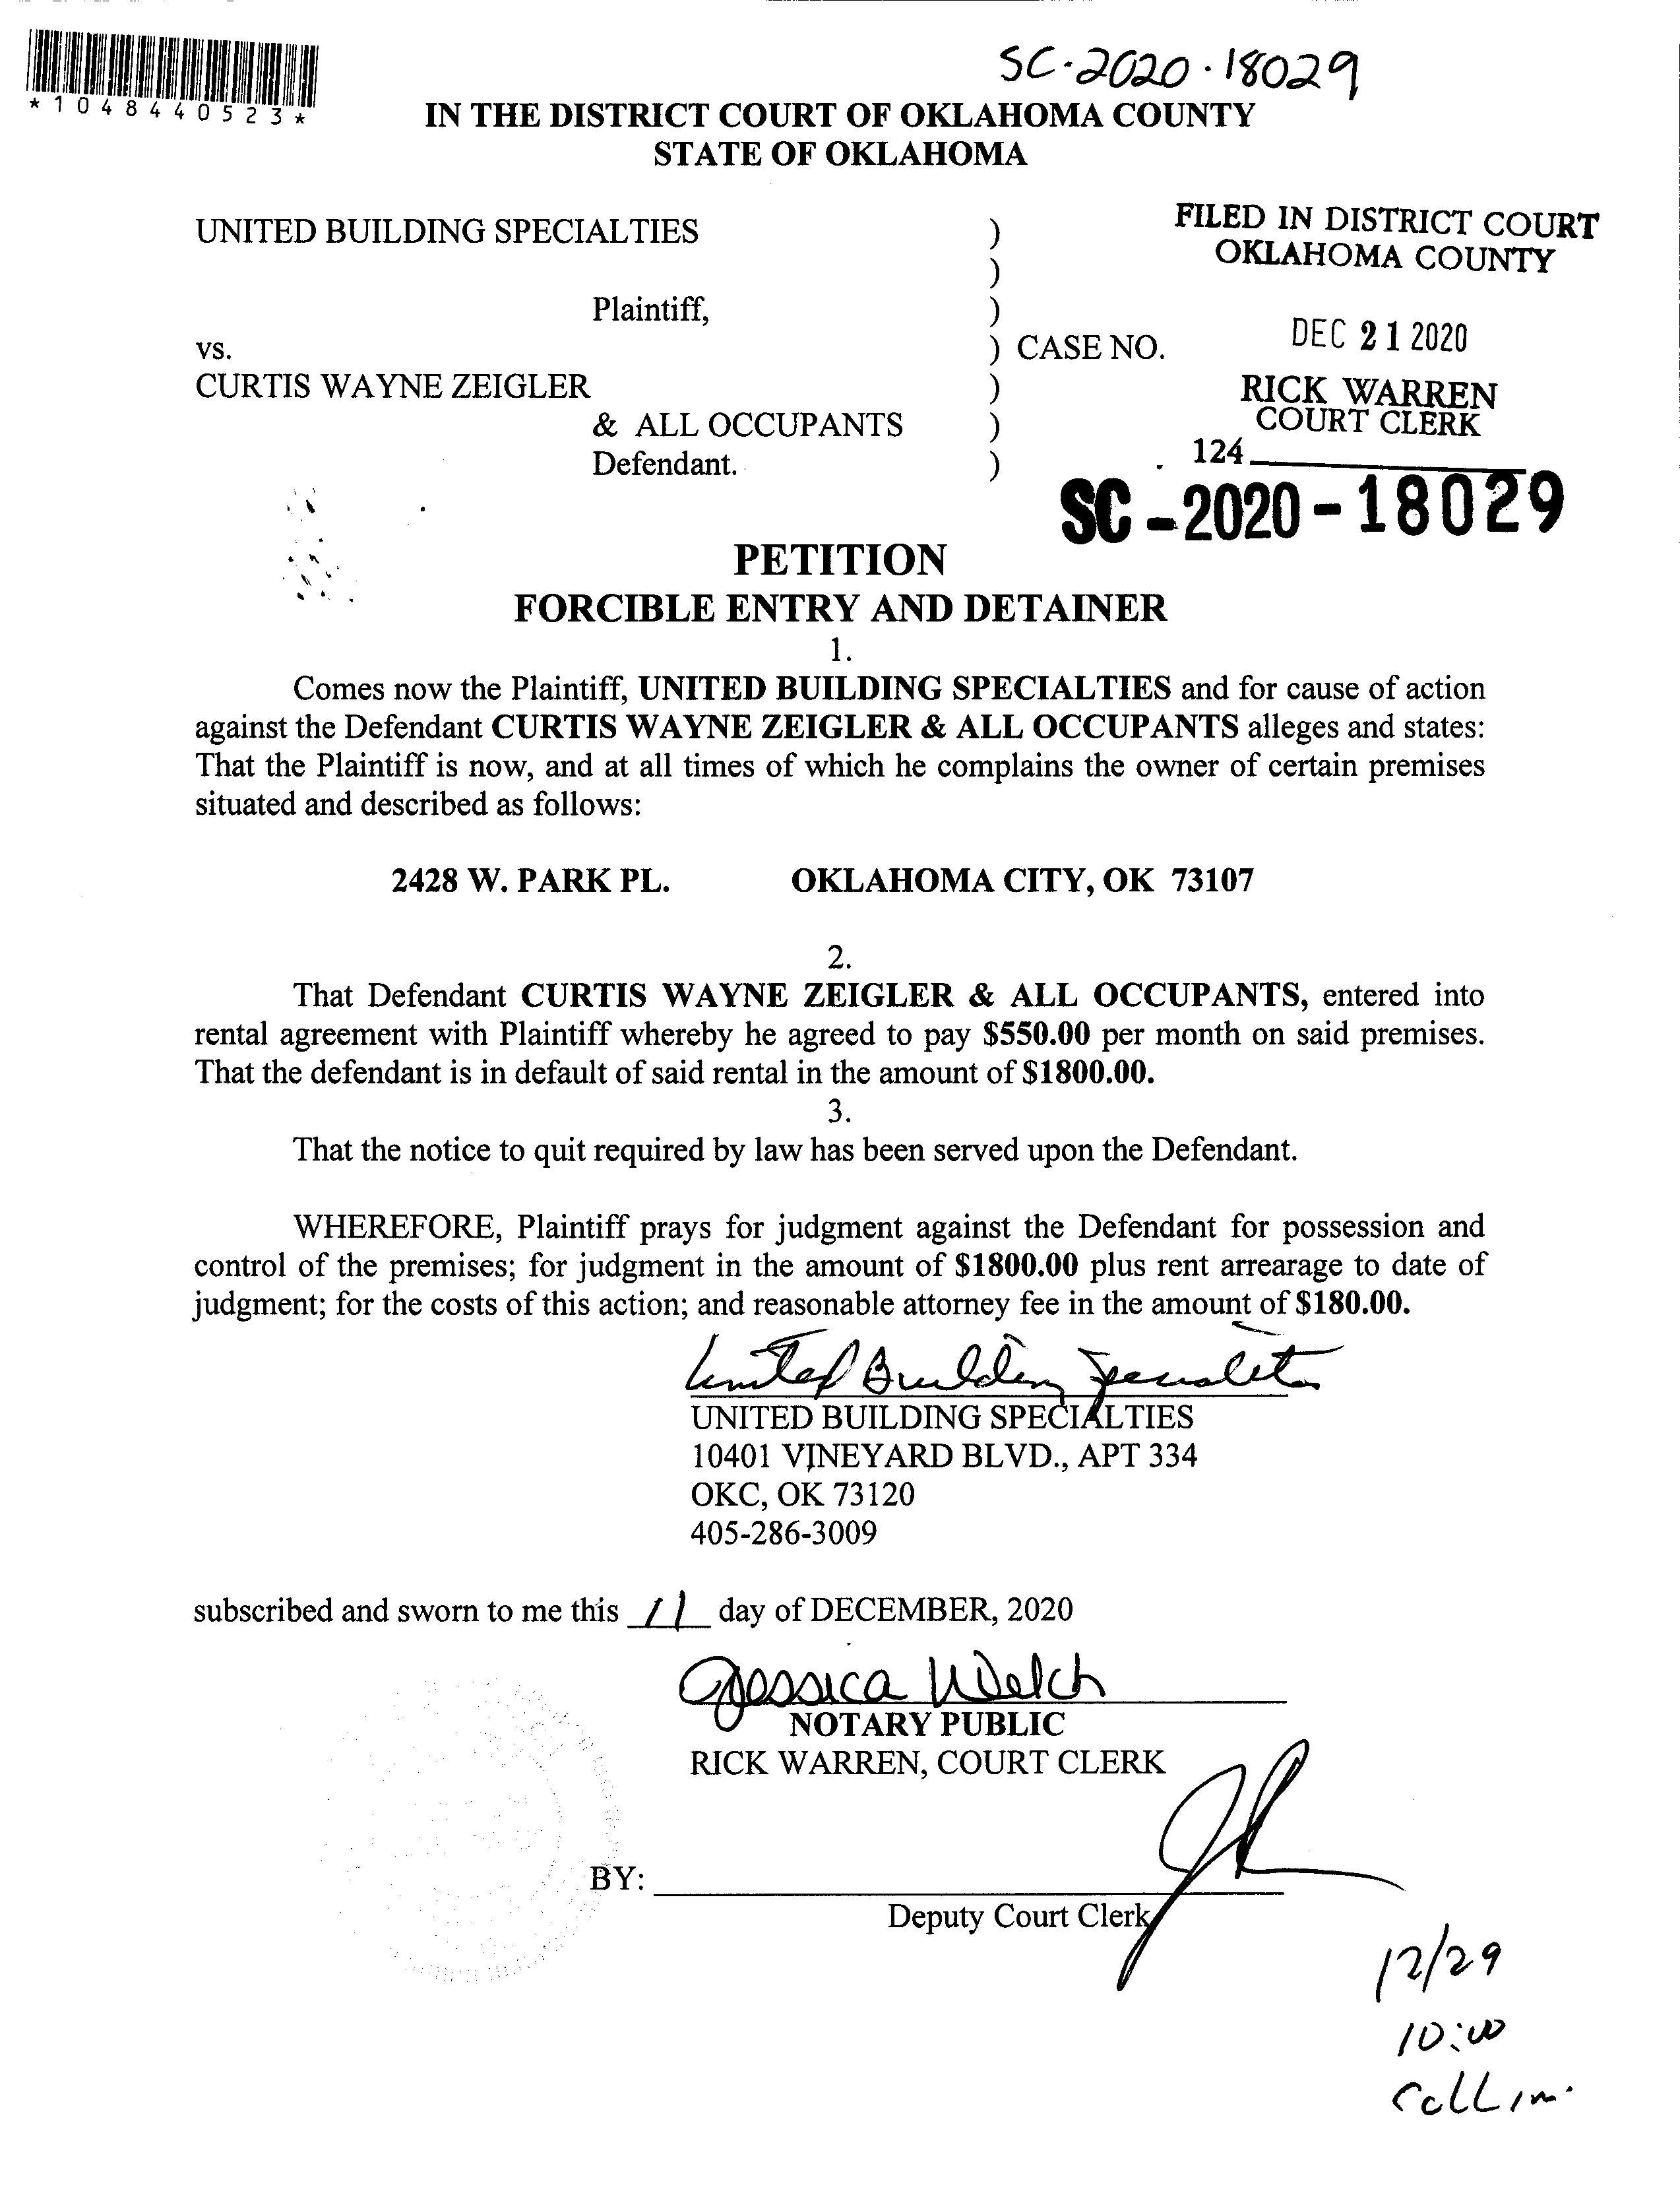 SC-2020-18029
*1048440523*
IN THE DISTRICT COURT OF OKLAHOMA COUNTY
STATE OF OKLAHOMA
UNITED BUILDING SPECIALTIES )
)
Plaintiff, )
vs. ) CASE NO.
CURTIS WAYNE ZEIGLER )
& ALL OCCUPANTS )
Defendant. )
FILED IN DISTRICT COURT
OKLAHOMA COUNTY
DEC 21 2020
RICK WARREN
COURT CLERK
124
SC-2020-18029
PETITION
FORCIBLE ENTRY AND DETAINER
1.
Comes now the Plaintiff, UNITED BUILDING SPECIALTIES and for cause of action
against the Defendant CURTIS WAYNE ZEIGLER & ALL OCCUPANTS alleges and states:
That the Plaintiff is now, and at all times of which he complains the owner of certain premises
situated and described as follows:
2428 W. PARK PL. OKLAHOMA CITY, OK 73107
2.
That Defendant CURTIS WAYNE ZEIGLER & ALL OCCUPANTS, entered into
rental agreement with Plaintiff whereby he agreed to pay $550.00 per month on said premises.
That the defendant is in default of said rental in the amount of $1800.00.
3.
That the notice to quit required by law has been served upon the Defendant.
WHEREFORE, Plaintiff prays for judgment against the Defendant for possession and
control of the premises; for judgment in the amount of $1800.00 plus rent arrearage to date of
judgment; for the costs of this action; and reasonable attorney fee in the amount of $180.00.
United Building
UNITED BUILDING SPECIALTIES
10401 VINEYARD BLVD., APT 334
OKC, OK 73120
405-286-3009
subscribed and sworn to me this 11 day of DECEMBER, 2020
Jessica Welch
NOTARY PUBLIC
RICK WARREN, COURT CLERK
BY:
Deputy Court Clerk
12/29
10:00